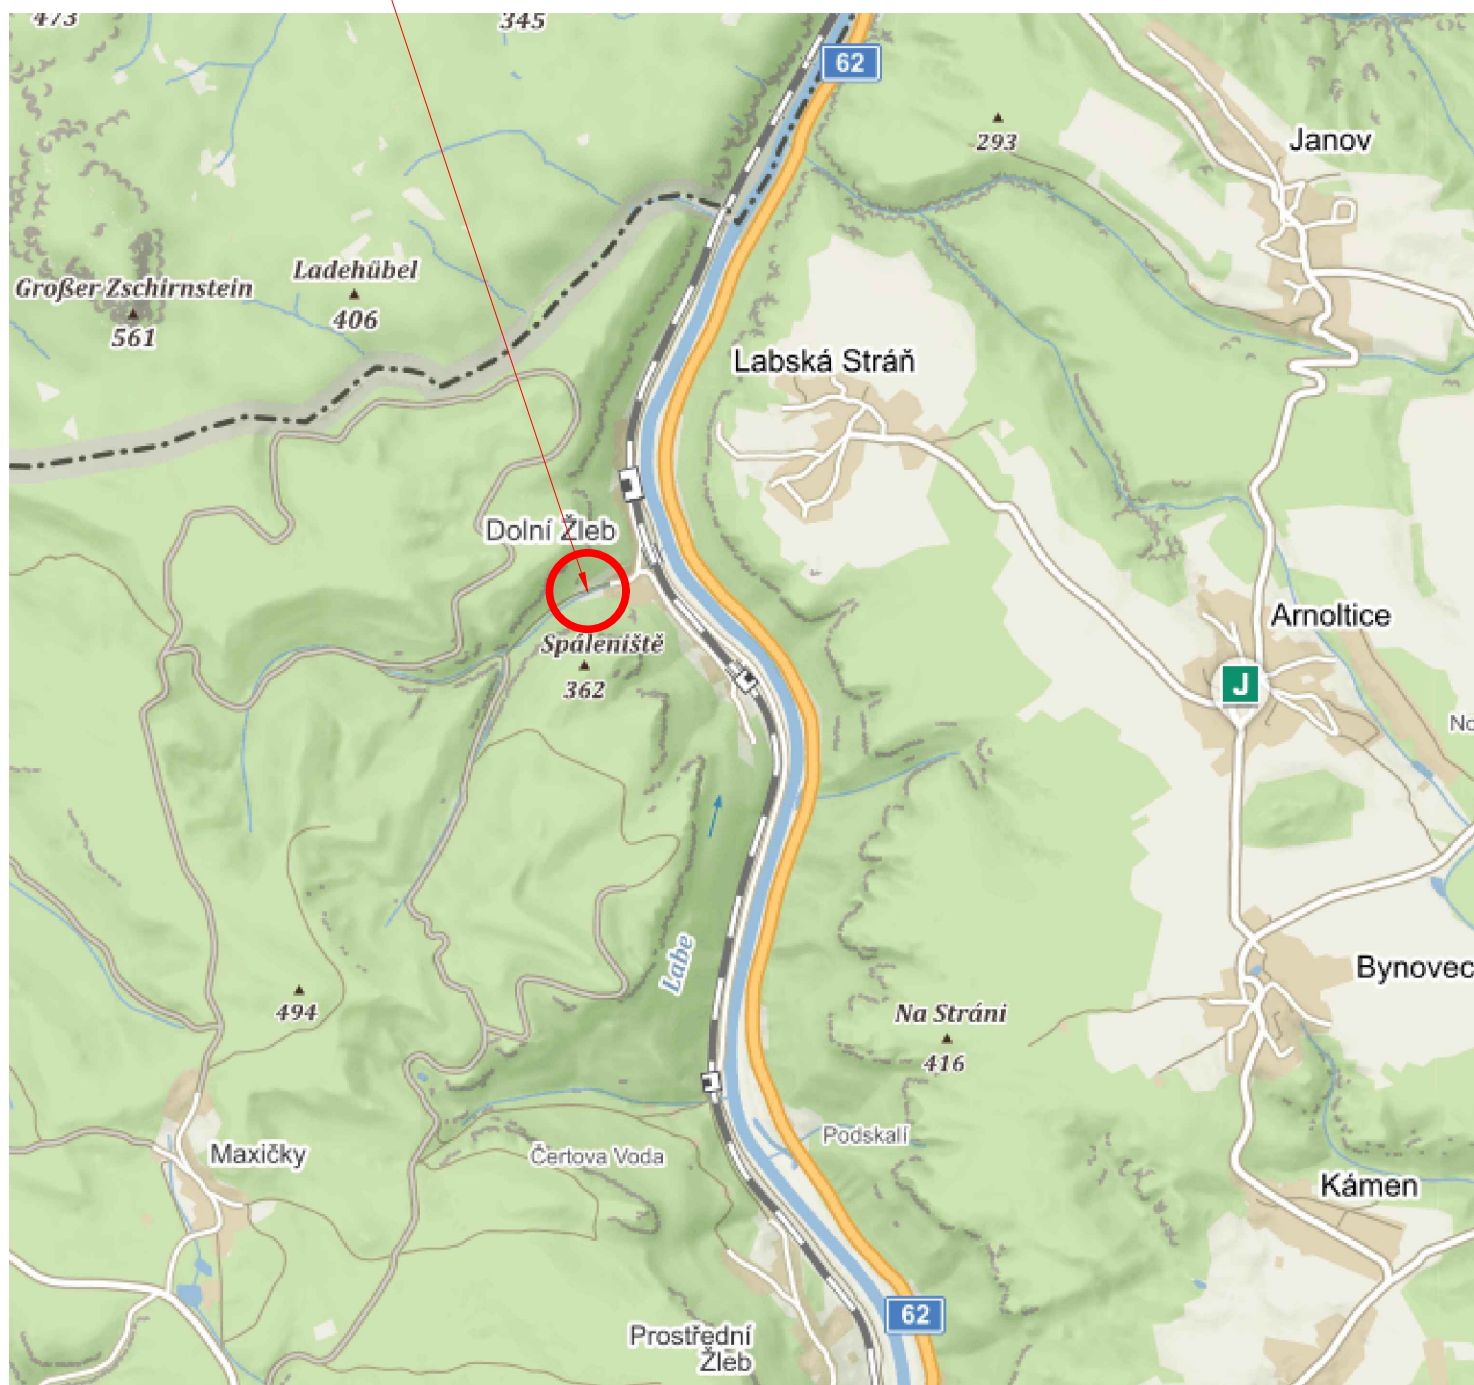 473
345
62
293
Janov
Ladehübel
406
Großer Zschirnstein
561
Labská Stráň
Dolní Žleb
Arnoltice
Spáleniště
362
J
No
Labe
Bynovec
494
Na Stráni
416
Podskalí
Maxičky
Čertova Voda
Kámen
62
Prostřední
Žleb